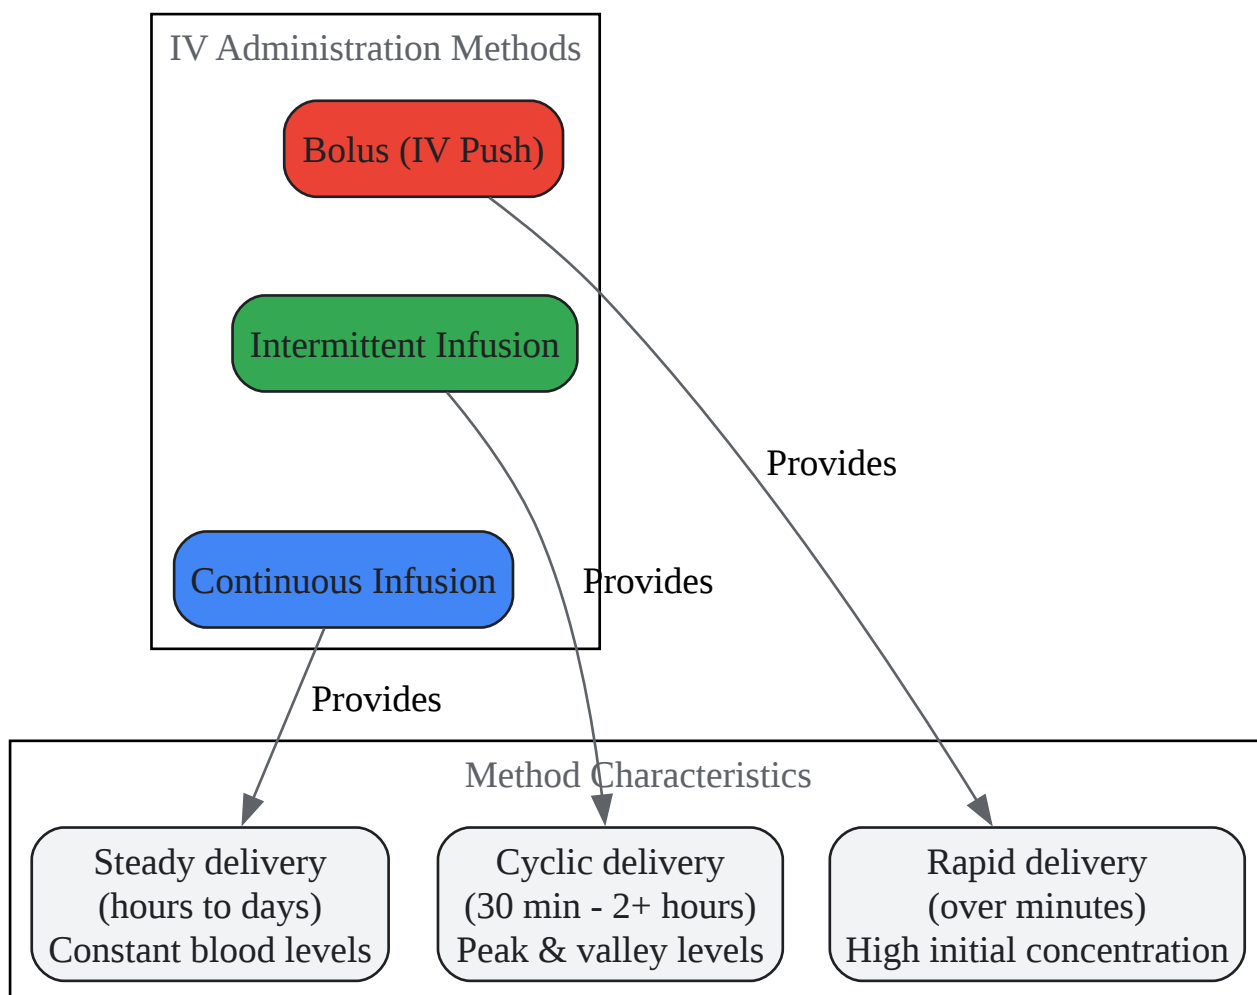 IV Administration Methods
Bolus (IV Push)
Intermittent Infusion
Provides
Continuous Infusion
Provides
Provides
Method Characteristics
Steady delivery
(hours to days)
Constant blood levels
Cyclic delivery
(30 min - 2+ hours)
Peak & valley levels
Rapid delivery
(over minutes)
High initial concentration